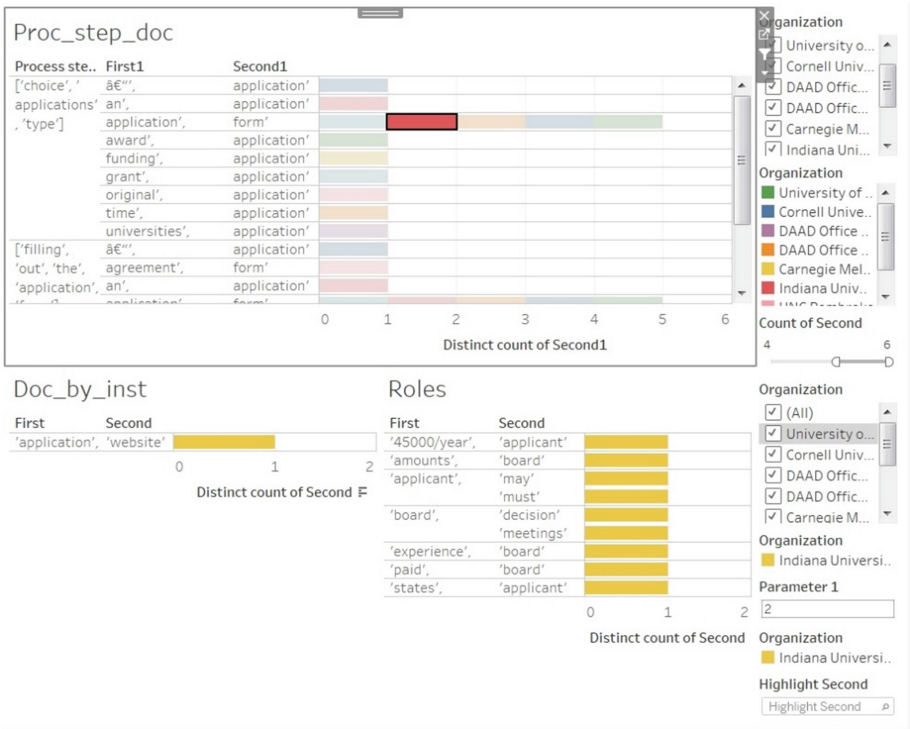 Proc_step_doc
Process ste.. First1 Second1
['choice', ' â€“', application'
applications' an', application'
, 'type'] application', form'
award', application'
funding', application'
grant', application'
original', application'
time', application'
universities', application'
['filling', â€“', application'
'out', 'the', agreement', form'
'application', an', application'
application', form'
0 1 2 3 4 5 6
Distinct count of Second1
Organization
University o...
Cornell Univ...
DAAD Offic...
DAAD Offic...
Carnegie M...
Indiana Uni...
Organization
University of ..
Cornell Unive..
DAAD Office ..
DAAD Office ..
Carnegie Mel..
Indiana Univ..
UNC Pembroke
Count of Second
4 6
Doc_by_inst
First Second
'application', 'website'
0 1 2
Distinct count of Second
Roles
First Second
'45000/year', 'applicant'
'amounts', 'board'
'applicant', 'may'
'must'
'board', 'decision'
'meetings'
'experience', 'board'
'paid', 'board'
'states', 'applicant'
0 1 2
Distinct count of Second
Organization
(All)
University o...
Cornell Univ...
DAAD Offic...
DAAD Offic...
Carnegie M...
Organization
Indiana Universi..
Parameter 1
2
Organization
Indiana Universi..
Highlight Second
Highlight Second